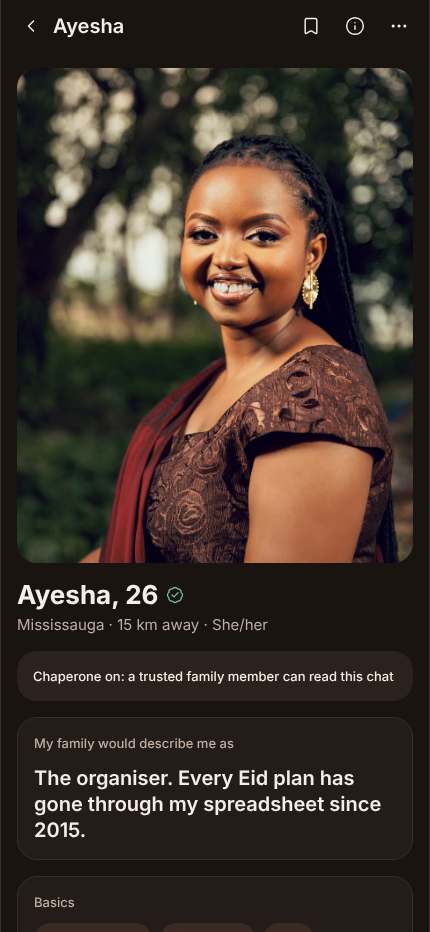 Ayesha
Ayesha, 26
Mississauga · 15 km away · She/her
Chaperone on: a trusted family member can read this chat
My family would describe me as
The organiser. Every Eid plan has
gone through my spreadsheet since
2015.
Basics